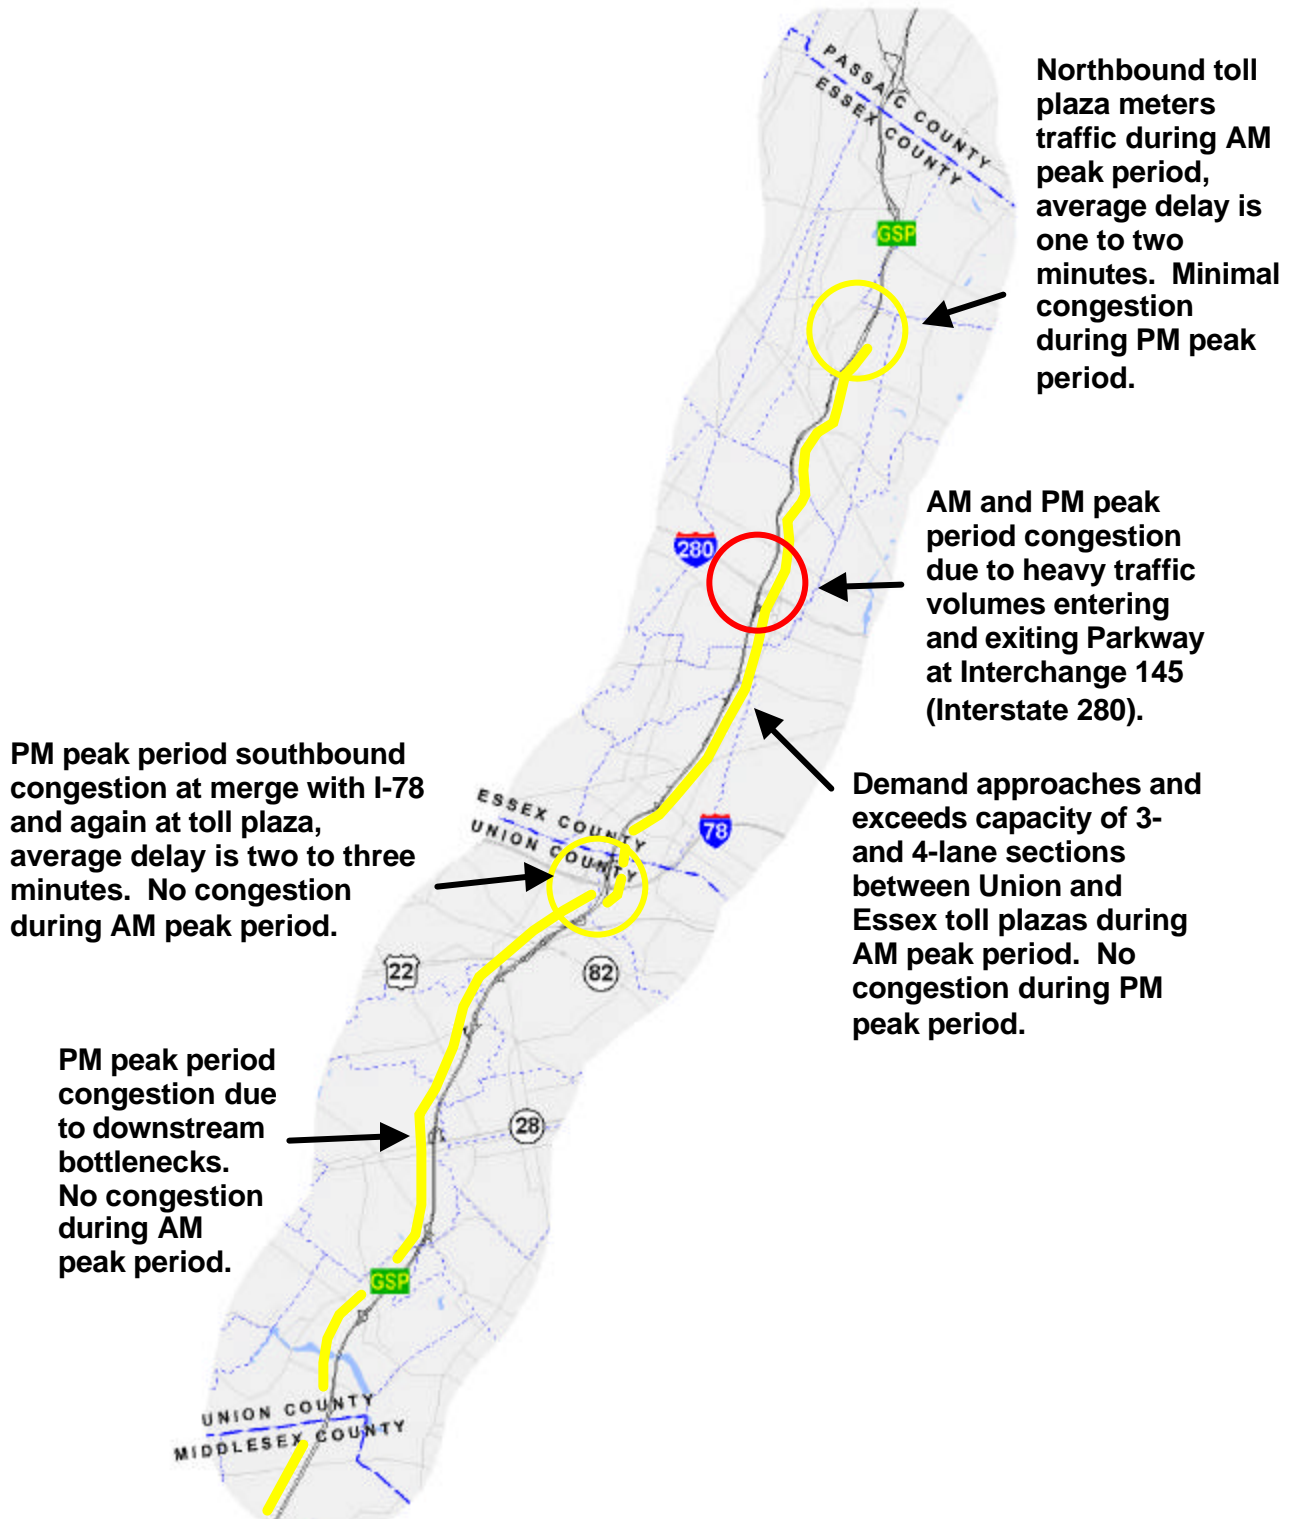 PASSAIC COUNTY
ESSEX COUNTY
Northbound toll
plaza meters
traffic during AM
peak period,
average delay is
one to two
minutes.  Minimal
congestion
during PM peak
period.
GSP
AM and PM peak
period congestion
due to heavy traffic
volumes entering
and exiting Parkway
at Interchange 145
(Interstate 280).
280
PM peak period southbound
congestion at merge with I-78
and again at toll plaza,
average delay is two to three
minutes.  No congestion
during AM peak period.
ESSEX COUNTY
UNION COUNTY
78
Demand approaches and
exceeds capacity of 3-
and 4-lane sections
between Union and
Essex toll plazas during
AM peak period.  No
congestion during PM
peak period.
22
82
PM peak period
congestion due
to downstream
bottlenecks.
No congestion
during AM
peak period.
28
GSP
UNION COUNTY
MIDDLESEX COUNTY